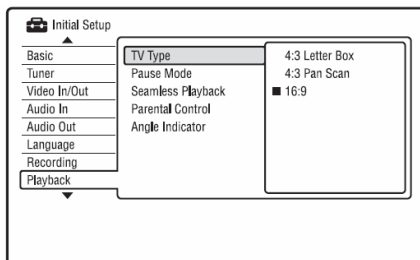 Initial Setup
Basic
Tuner
Video In/Out
Audio In
Audio Out
Language
Recording
Playback
TV Type
Pause Mode
Seamless Playback
Parental Control
Angle Indicator
4:3 Letter Box
4:3 Pan Scan
16:9